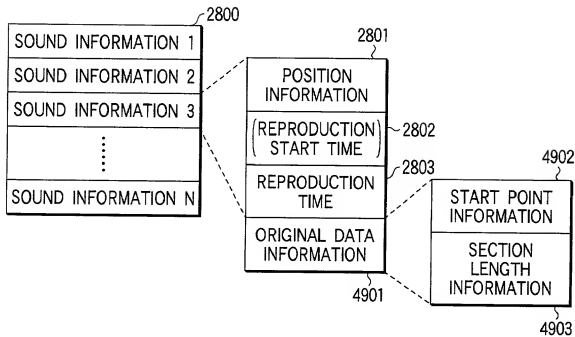 2800
SOUND INFORMATION 1
SOUND INFORMATION 2
SOUND INFORMATION 3
SOUND INFORMATION N
2801
POSITION
INFORMATION
(REPRODUCTION
START TIME)
2802
2803
REPRODUCTION
TIME
ORIGINAL DATA
INFORMATION
4901
4902
START POINT
INFORMATION
SECTION
LENGTH
INFORMATION
4903